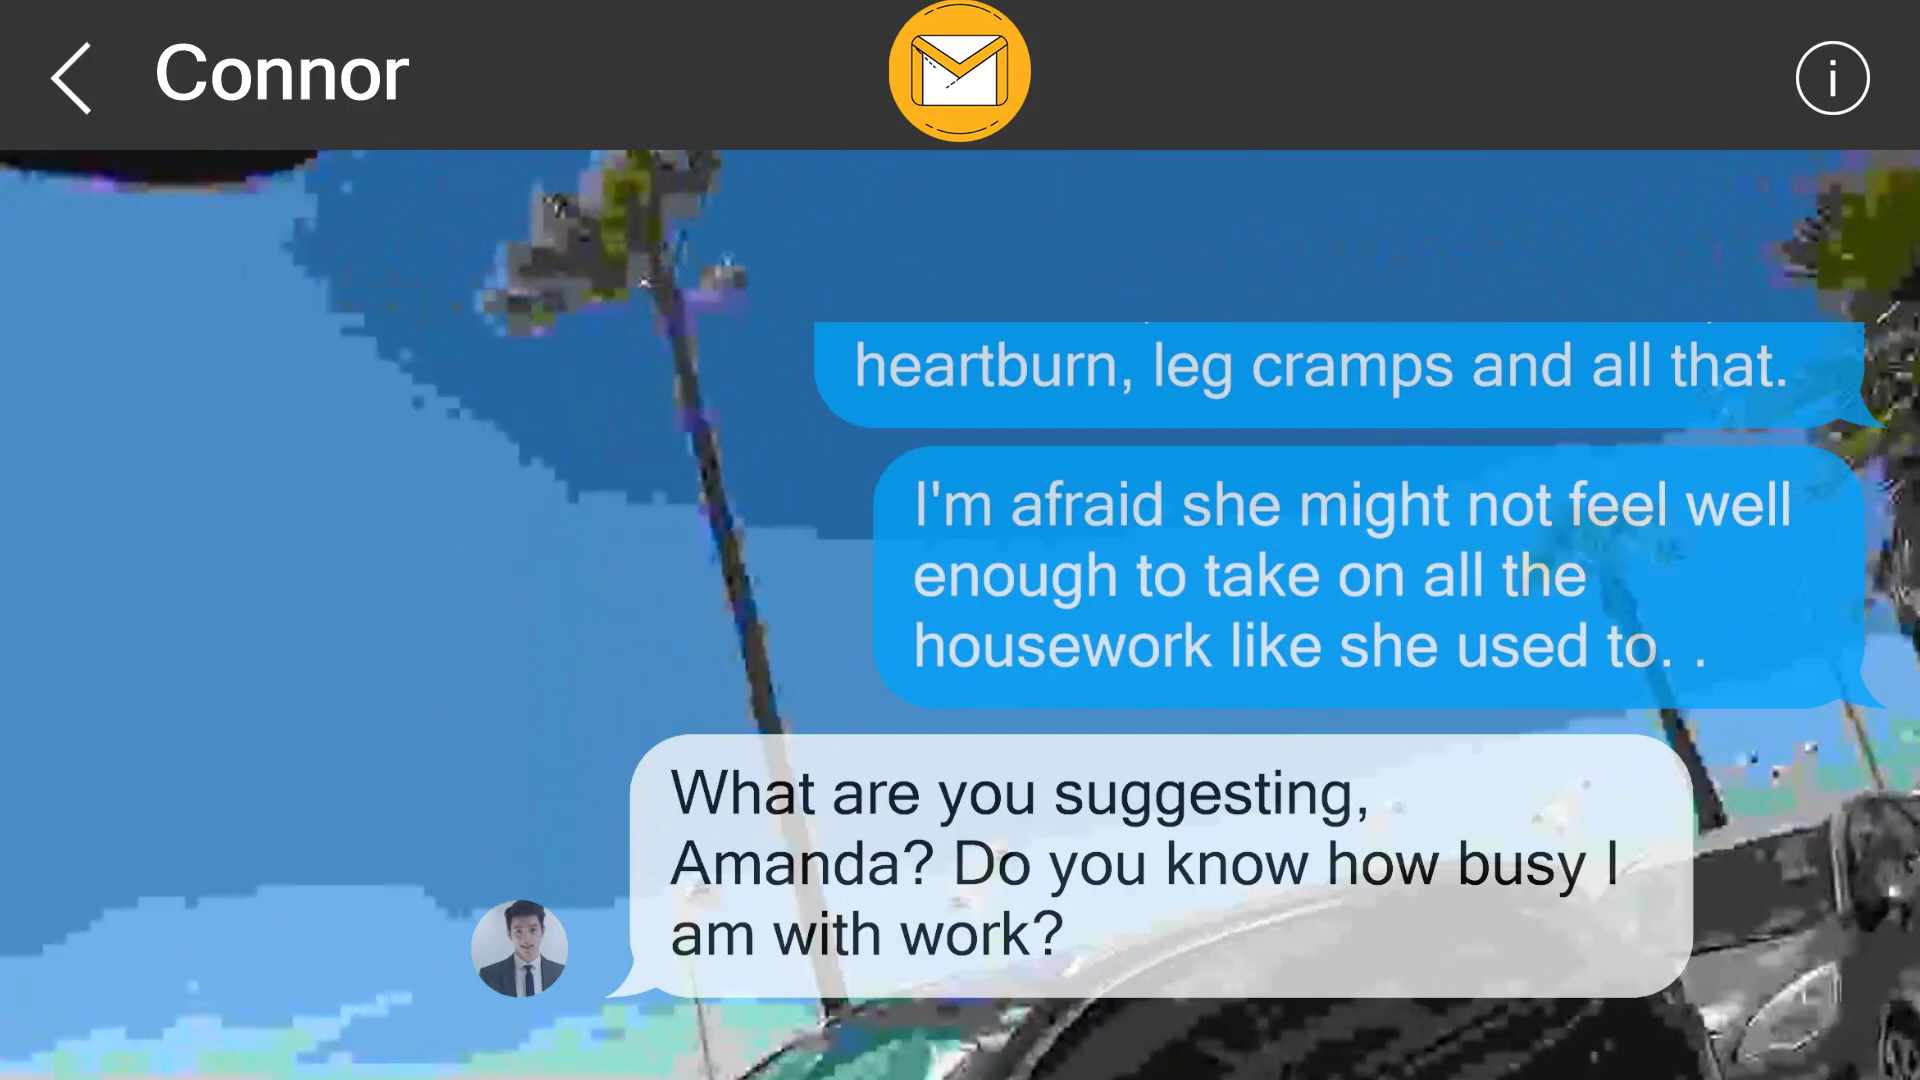 Connor
i
heartburn, leg cramps and all that.
I'm afraid she might not feel well
enough to take on all the
housework like she used to. .
What are you suggesting,
Amanda? Do you know how busy I
am with work?